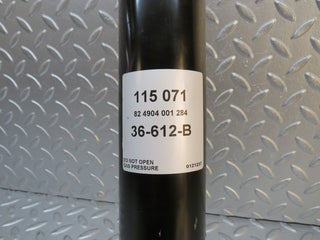 115 071
82 4904 001 284
36-612-B
DO NOT OPEN
GAS PRESSURE